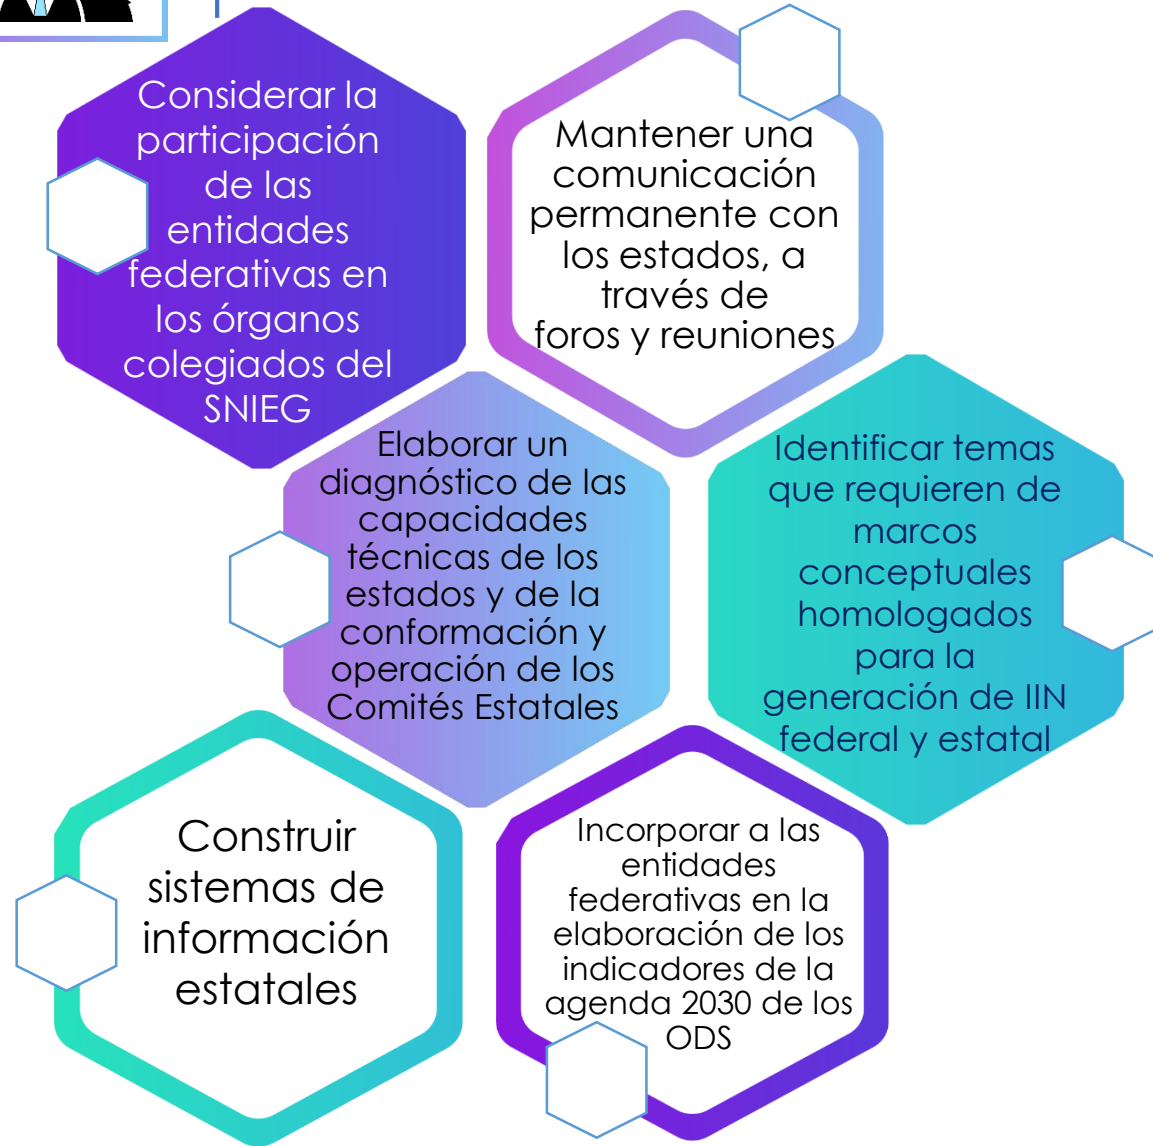 Considerar la
participación
de las
entidades
federativas en
los órganos
colegiados del
SNIEG
Mantener una
comunicación
permanente con
los estados, a
través de
foros y reuniones
Elaborar un
diagnóstico de las
capacidades
técnicas de los
estados y de la
conformación y
operación de los
Comités Estatales
Identificar temas
que requieren de
marcos
conceptuales
homologados
para la
generación de IIN
federal y estatal
Construir
sistemas de
información
estatales
Incorporar a las
entidades
federativas en la
elaboración de los
indicadores de la
agenda 2030 de los
ODS